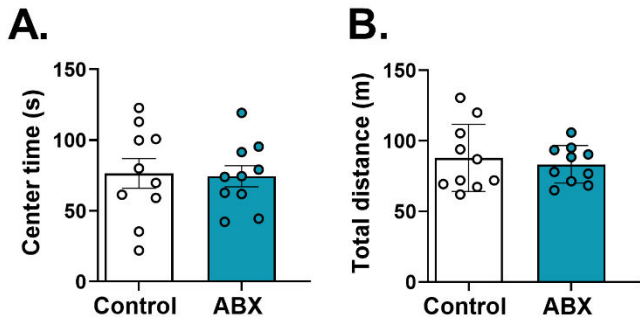 A.
Center time (s)
150
100
50
0
Control ABX
B.
Total distance (m)
150
100
50
0
Control ABX